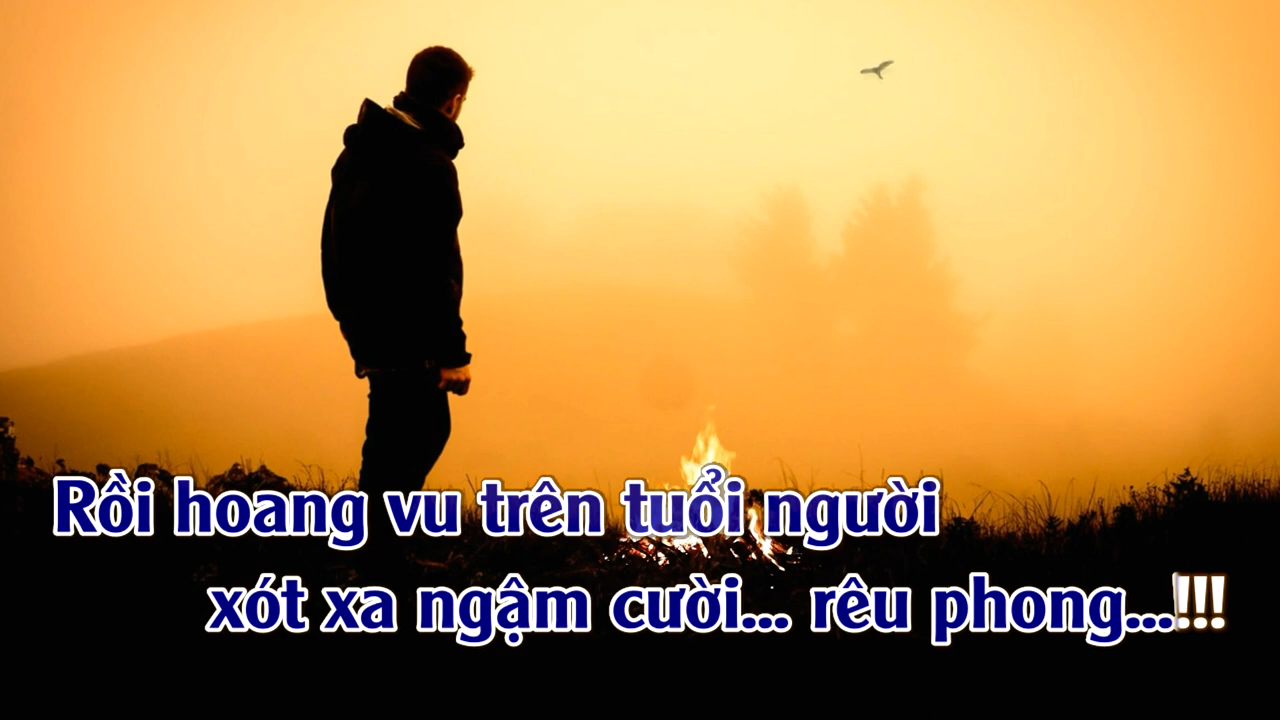 Rồi hoang vu trên tuổi người
xót xa ngậm cười... rêu phong...!!!